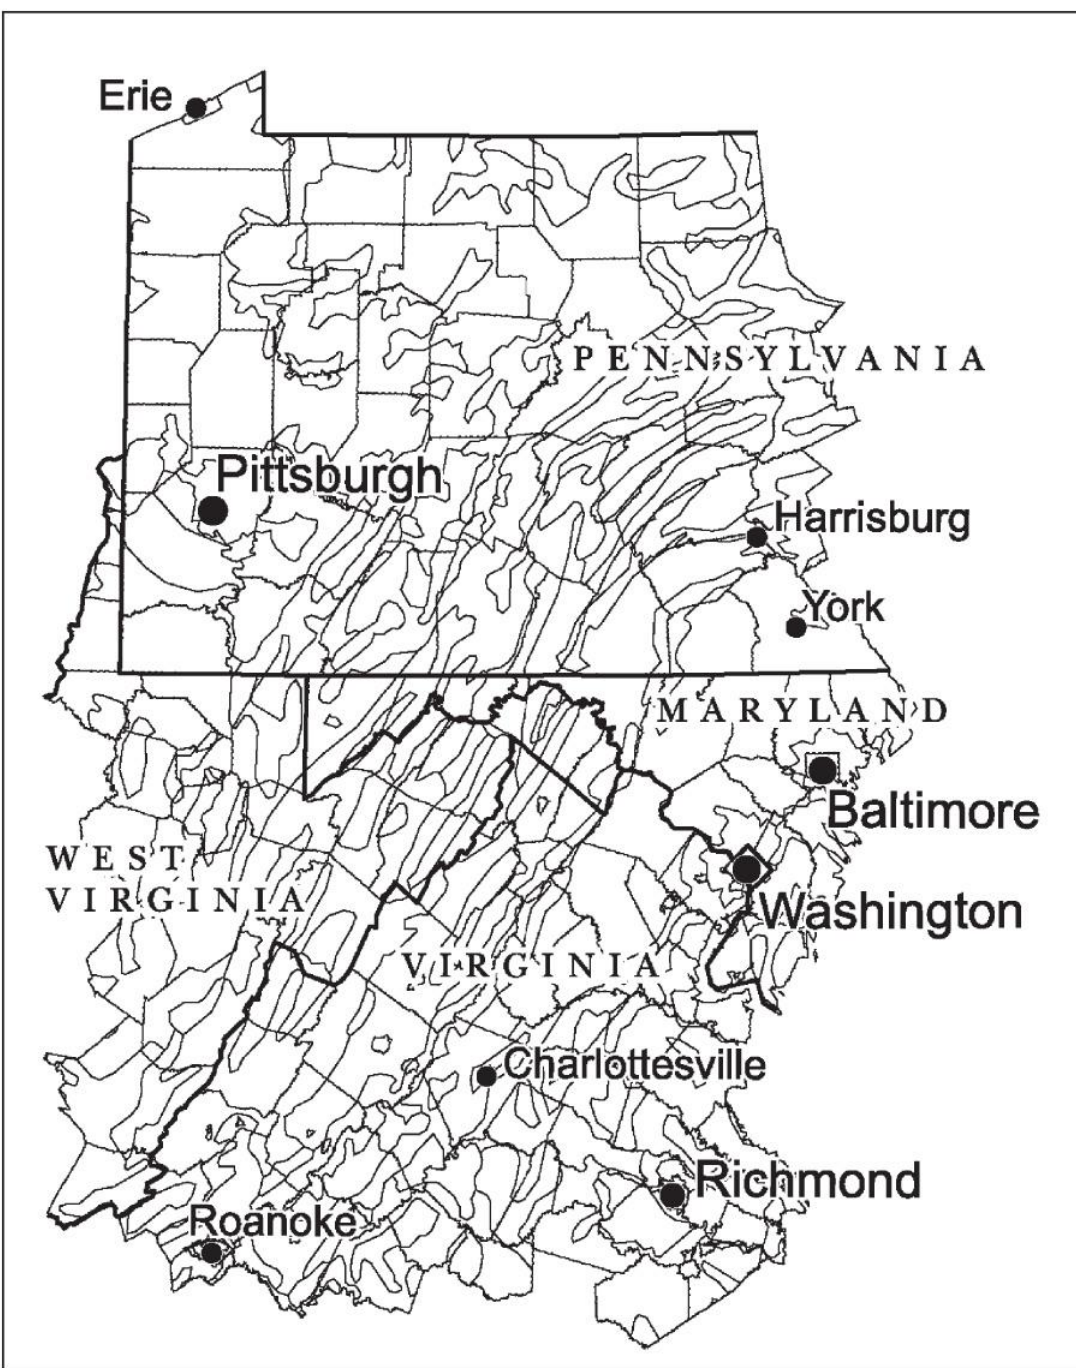 Erie
PENNSYLVANIA
Pittsburgh
Harrisburg
York
MARYLAND
Baltimore
WEST
VIRGINIA
Washington
VIRGINIA
Charlottesville
Richmond
Roanoke